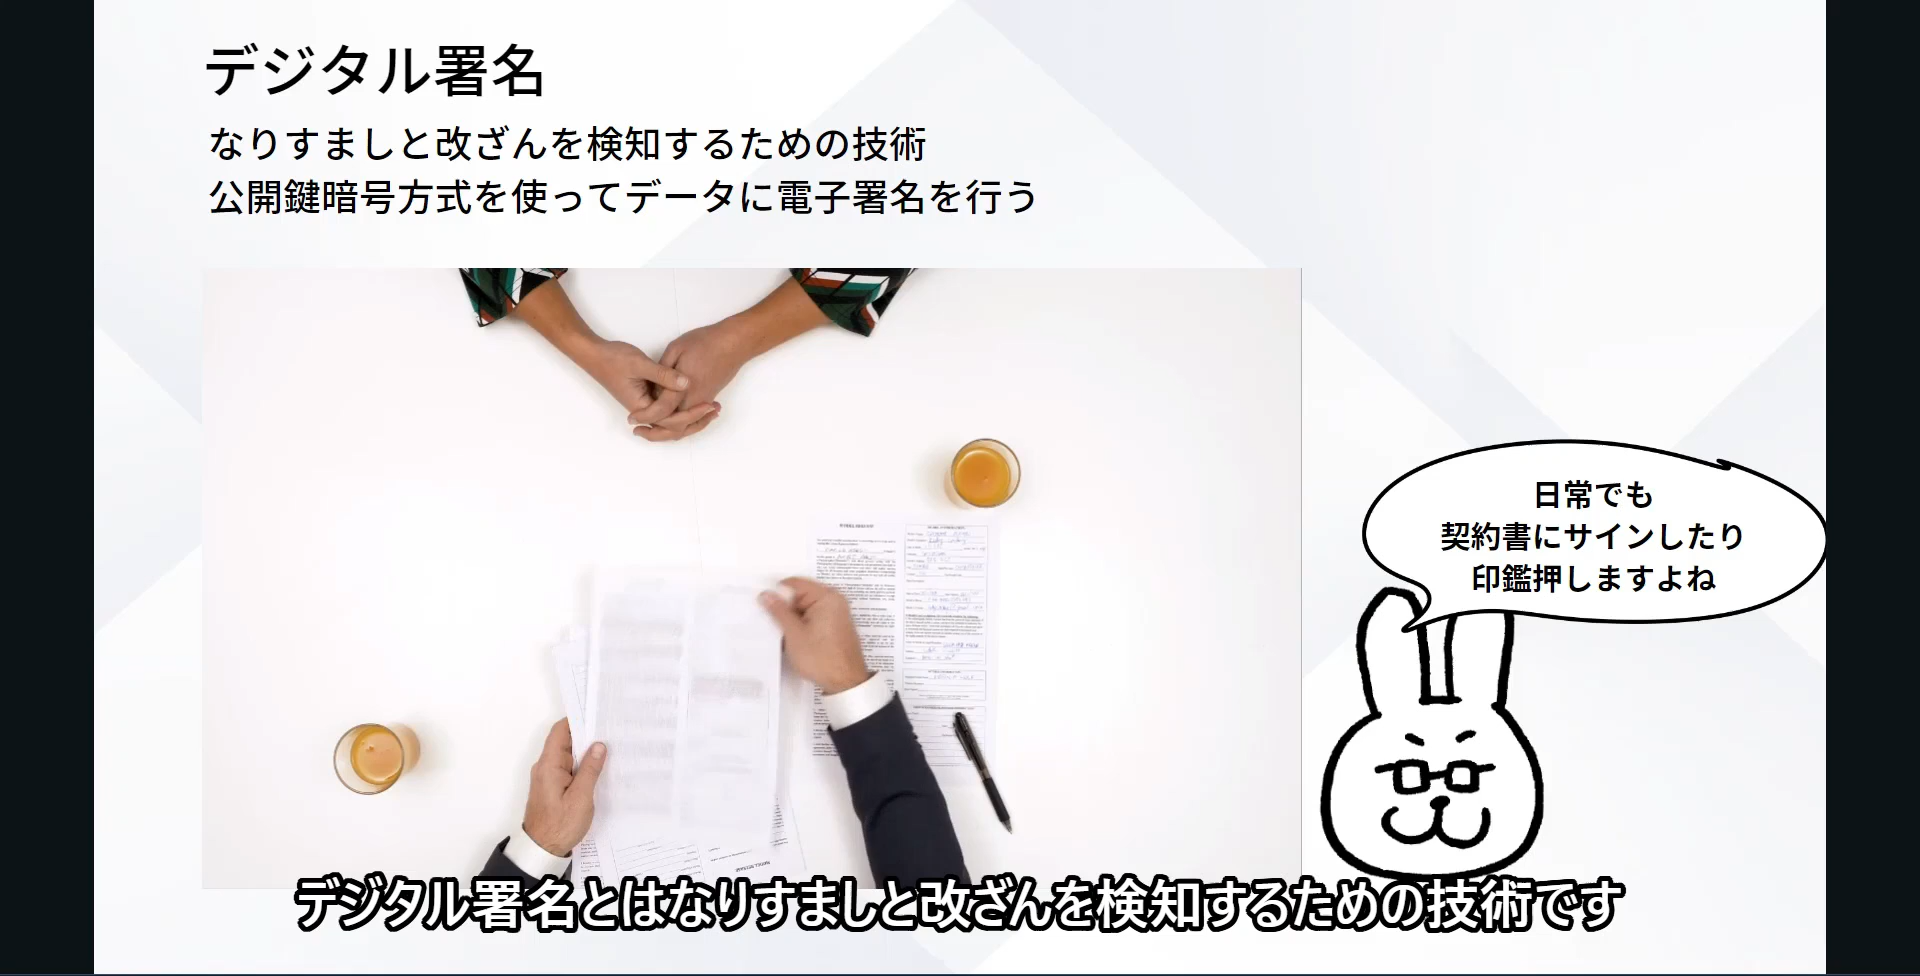 デジタル署名
なりすましと改ざんを検知するための技術
公開鍵暗号方式を使ってデータに電子署名を行う
日常でも
契約書にサインしたり
印鑑押しますよね
デジタル署名とはなりすましと改ざんを検知するための技術です